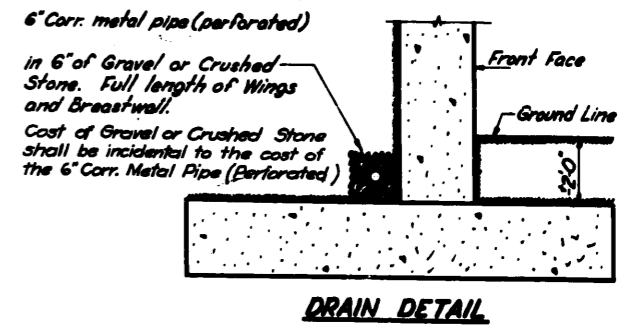 6" Corr. metal pipe (perforated)
in 6" of Gravel or Crushed
Stone. Full length of Wings
and Breastwall.
Cost of Gravel or Crushed Stone
shall be incidental to the cost of
the 6" Corr. Metal Pipe (Perforated)
Front Face
Ground Line
2'-0"
DRAIN DETAIL